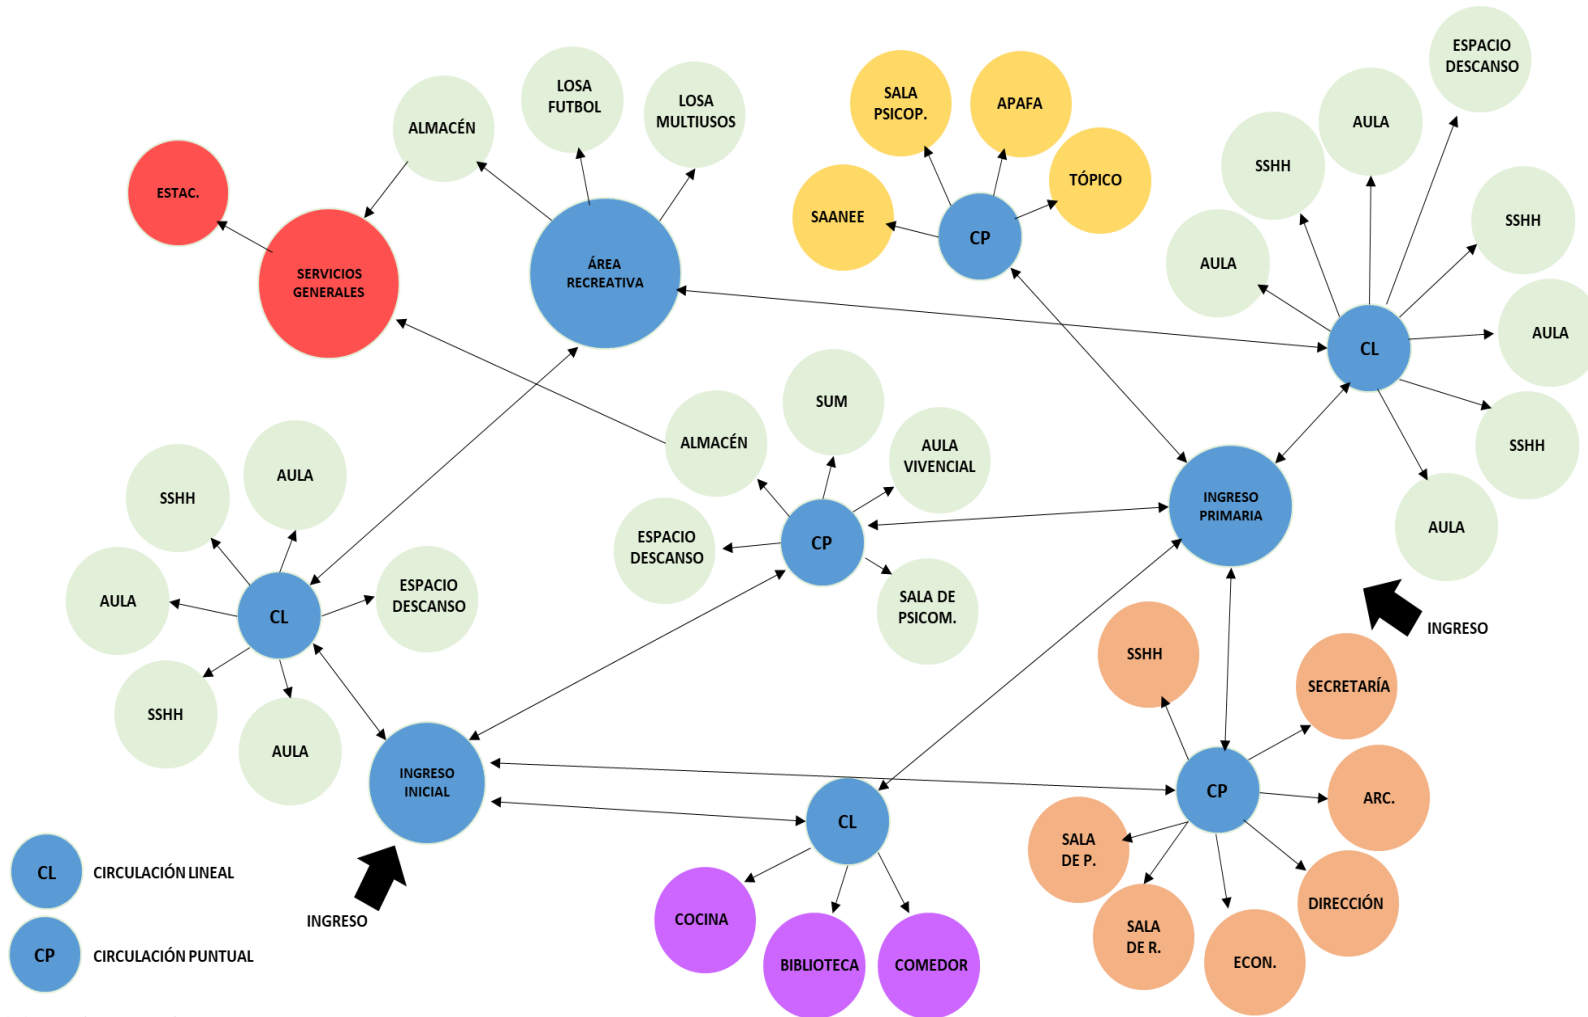 ESPACIO
DESCANSO
LOSA
FUTBOL
LOSA
MULTIUSOS
SALA
PSICOP.
APAFA
ALMACÉN
AULA
SSHH
ESTAC.
TÓPICO
SAANEE
SSHH
CP
AULA
SERVICIOS
GENERALES
ÁREA
RECREATIVA
AULA
CL
SUM
ALMACÉN
AULA
VIVENCIAL
SSHH
AULA
SSHH
INGRESO
PRIMARIA
AULA
ESPACIO
DESCANSO
CP
AULA
ESPACIO
DESCANSO
CL
SALA DE
PSICOM.
INGRESO
SSHH
SECRETARÍA
SSHH
AULA
INGRESO
INICIAL
CP
ARC.
CL
SALA
DE P.
CL
CIRCULACIÓN LINEAL
DIRECCIÓN
INGRESO
COCINA
SALA
DE R.
CP
CIRCULACIÓN PUNTUAL
BIBLIOTECA
COMEDOR
ECON.